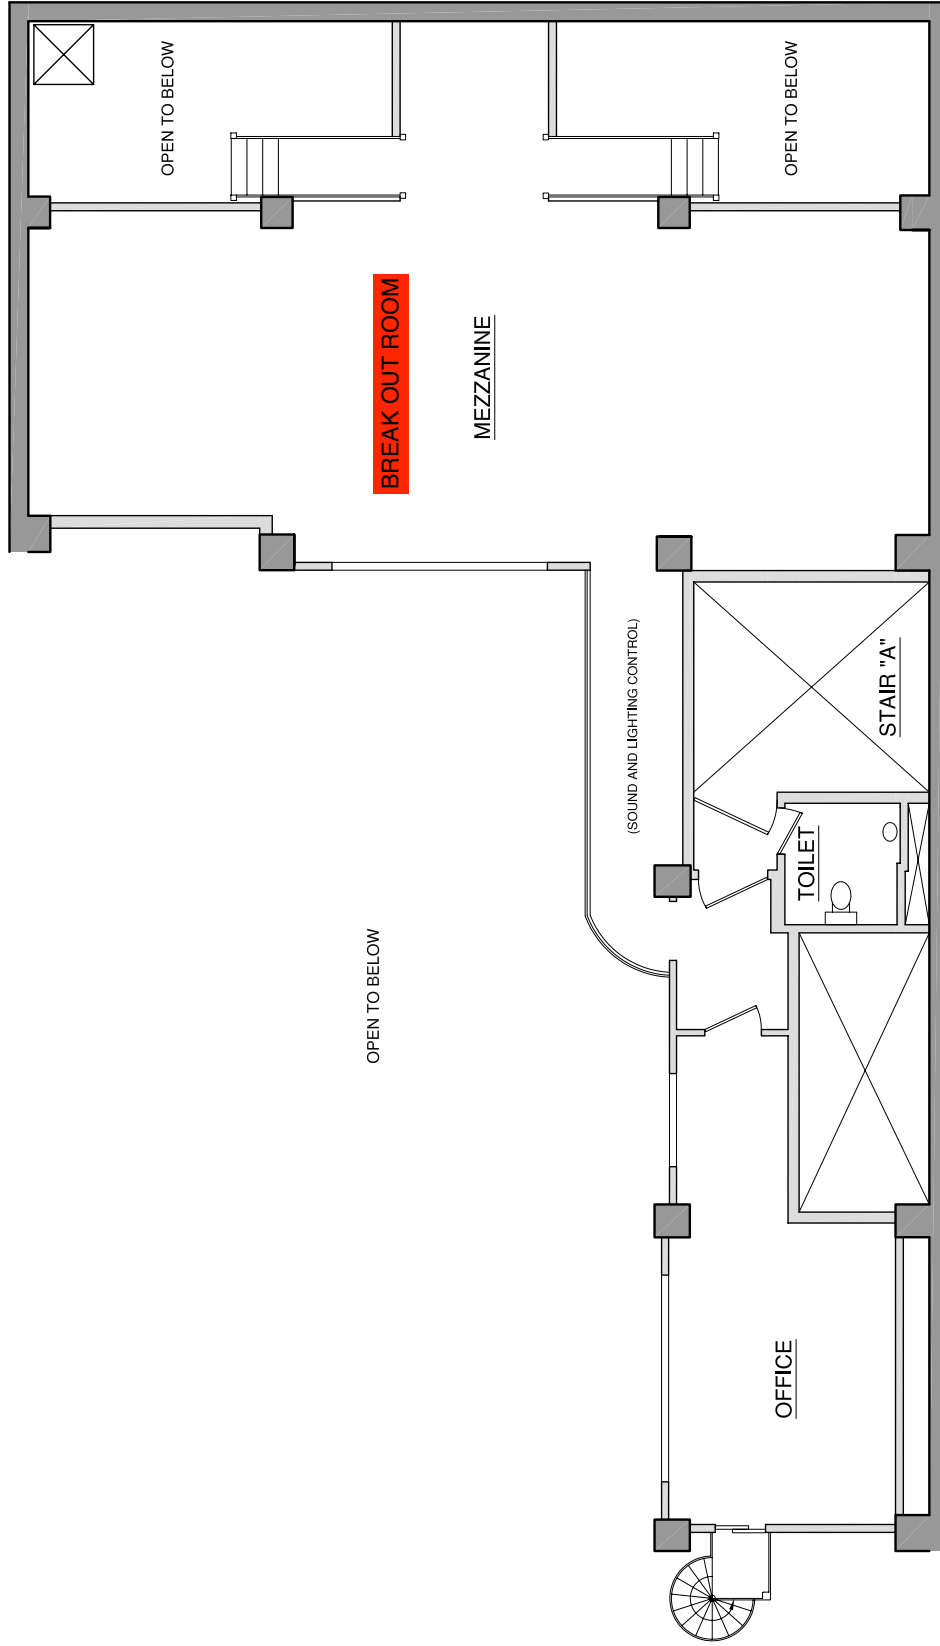 OPEN TO BELOW
OPEN TO BELOW
BREAK OUT ROOM
MEZZANINE
(SOUND AND LIGHTING CONTROL)
STAIR "A"
TOILET
OPEN TO BELOW
OFFICE